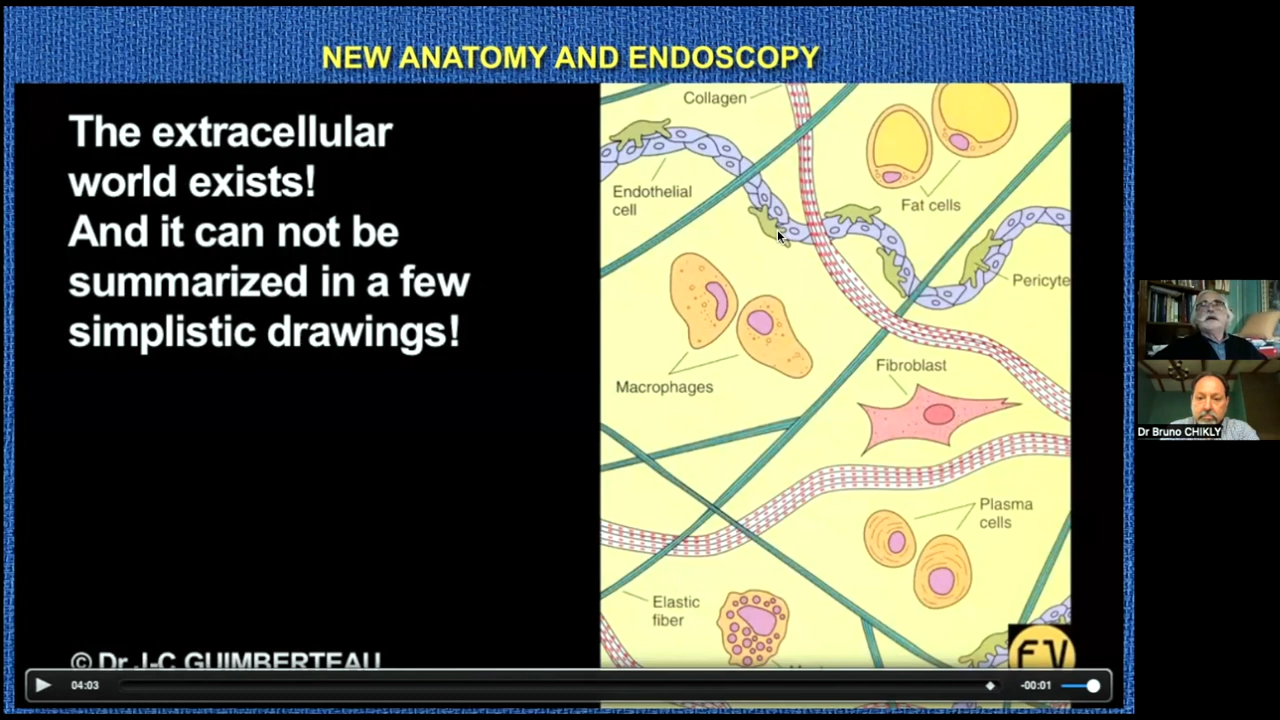 NEW ANATOMY AND ENDOSCOPY
The extracellular
world exists!
And it can not be
summarized in a few
simplistic drawings!
Collagen
Endothelial
cell
Fat cells
Pericyte
Macrophages
Fibroblast
Plasma
cells
Elastic
fiber
© Dr J-C GUIMBERTEAU
EV
04:03
-00:01
Dr Bruno CHIKLY